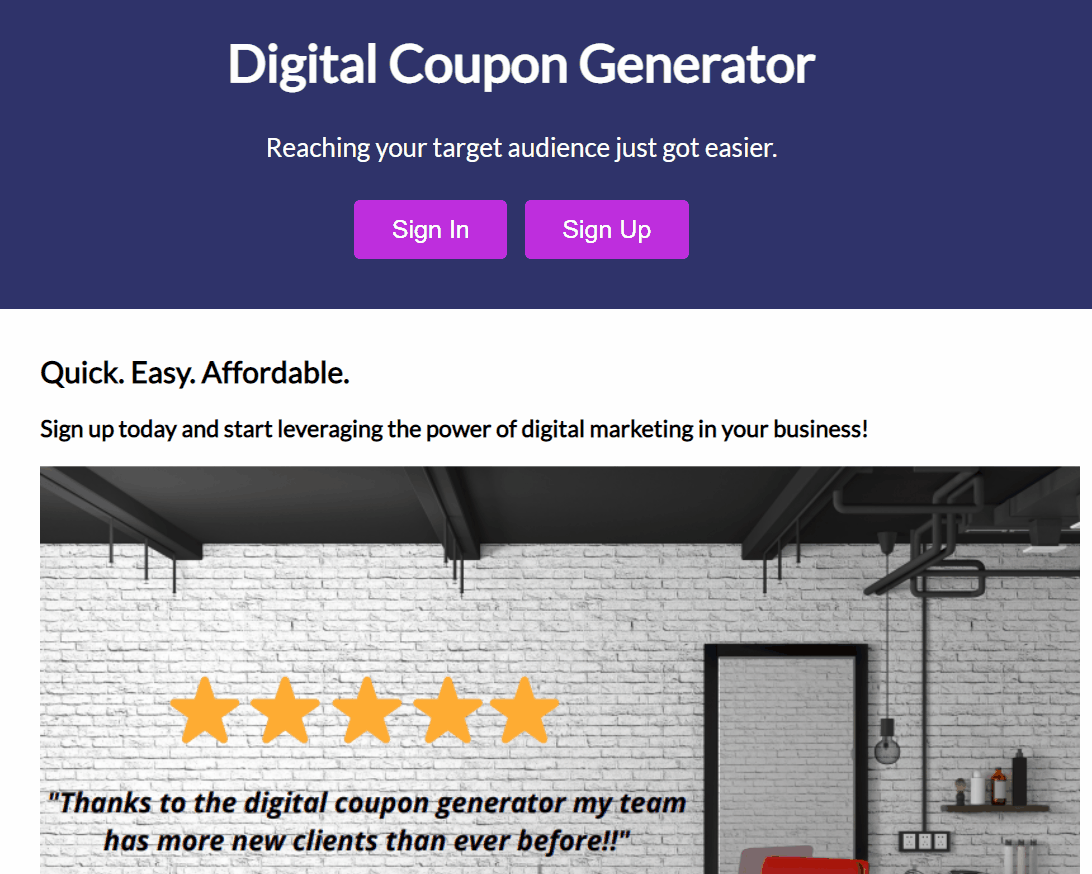 Digital Coupon Generator
Reaching your target audience just got easier.
Sign In
Sign Up
Quick. Easy. Affordable.
Sign up today and start leveraging the power of digital marketing in your business!
"Thanks to the digital coupon generator my team
has more new clients than ever before!!"